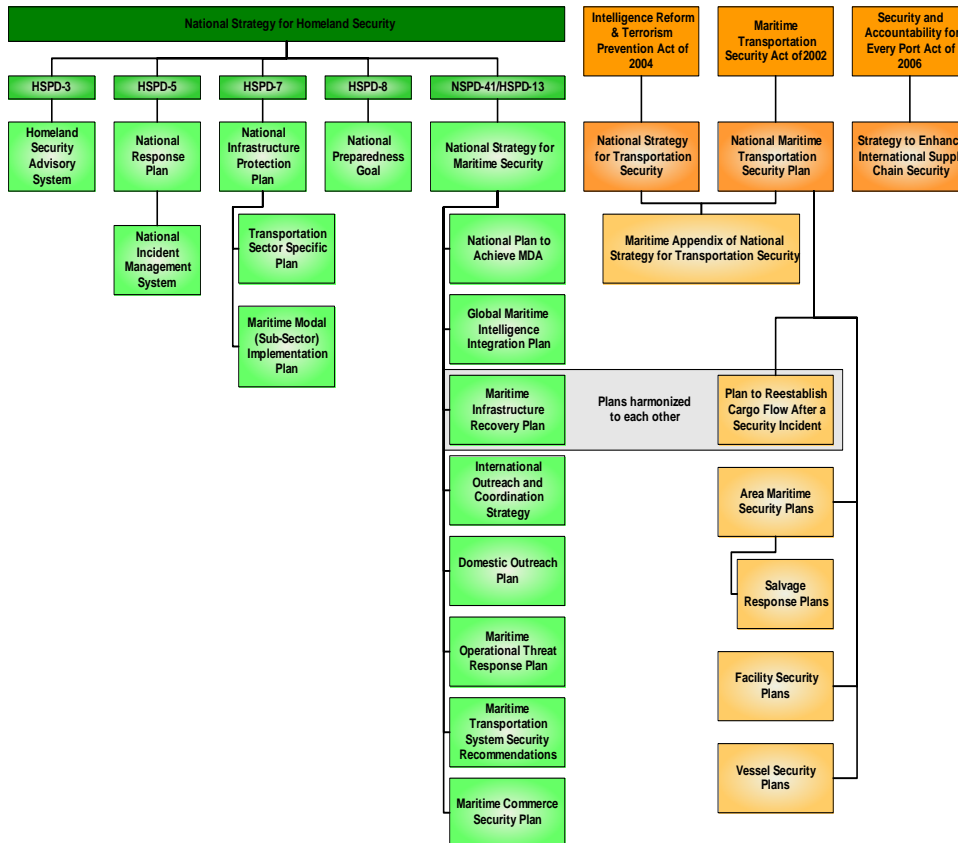 National Strategy for Homeland Security
Intelligence Reform
& Terrorism
Prevention Act of
2004
Maritime
Transportation
Security Act of2002
Security and
Accountability for
Every Port Act of
2006
HSPD-3
HSPD-5
HSPD-7
HSPD-8
NSPD-41/HSPD-13
Homeland
Security
Advisory
System
National
Response
Plan
National
Infrastructure
Protection
Plan
National
Preparedness
Goal
National Strategy for
Maritime Security
National Strategy
for Transportation
Security
National Maritime
Transportation
Security Plan
Strategy to Enhance
International Supply
Chain Security
National
Incident
Management
System
Transportation
Sector Specific
Plan
Maritime Modal
(Sub-Sector)
Implementation
Plan
National Plan to
Achieve MDA
Maritime Appendix of National
Strategy for Transportation Security
Global Maritime
Intelligence
Integration Plan
Maritime
Infrastructure
Recovery Plan
Plans harmonized
to each other
Plan to Reestablish
Cargo Flow After a
Security Incident
International
Outreach and
Coordination
Strategy
Area Maritime
Security Plans
Domestic Outreach
Plan
Salvage
Response Plans
Maritime
Operational Threat
Response Plan
Facility Security
Plans
Maritime
Transportation
System Security
Recommendations
Vessel Security
Plans
Maritime Commerce
Security Plan